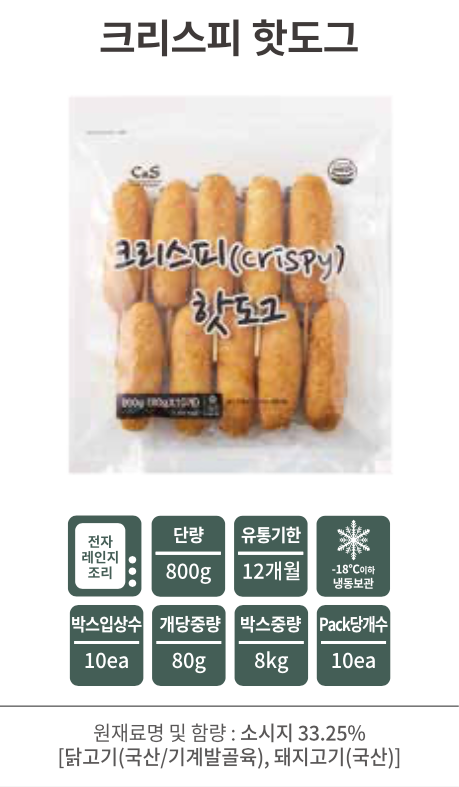 크리스피 핫도그
C&S
크리스피(crispy)
핫도그
800g (80gX10개)
전자
레인지
조리
단량
800g
유통기한
12개월
-18℃이하
냉동보관
박스입상수
10ea
개당중량
80g
박스중량
8kg
Pack당개수
10ea
원재료명 및 함량 : 소시지 33.25%
[닭고기(국산/기계발골육), 돼지고기(국산)]